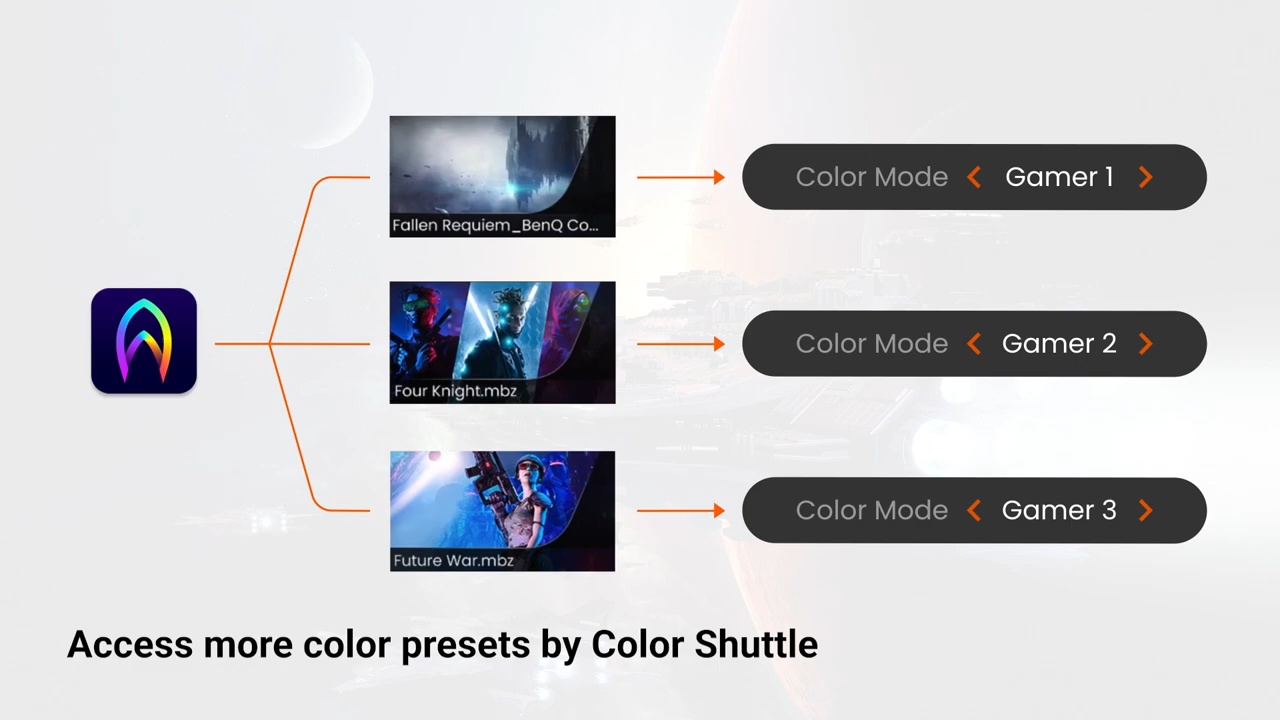 Fallen Requiem_BenQ Co...
Color Mode < Gamer 1 >
Four Knight.mbz
Color Mode < Gamer 2 >
Future War.mbz
Color Mode < Gamer 3 >
Access more color presets by Color Shuttle